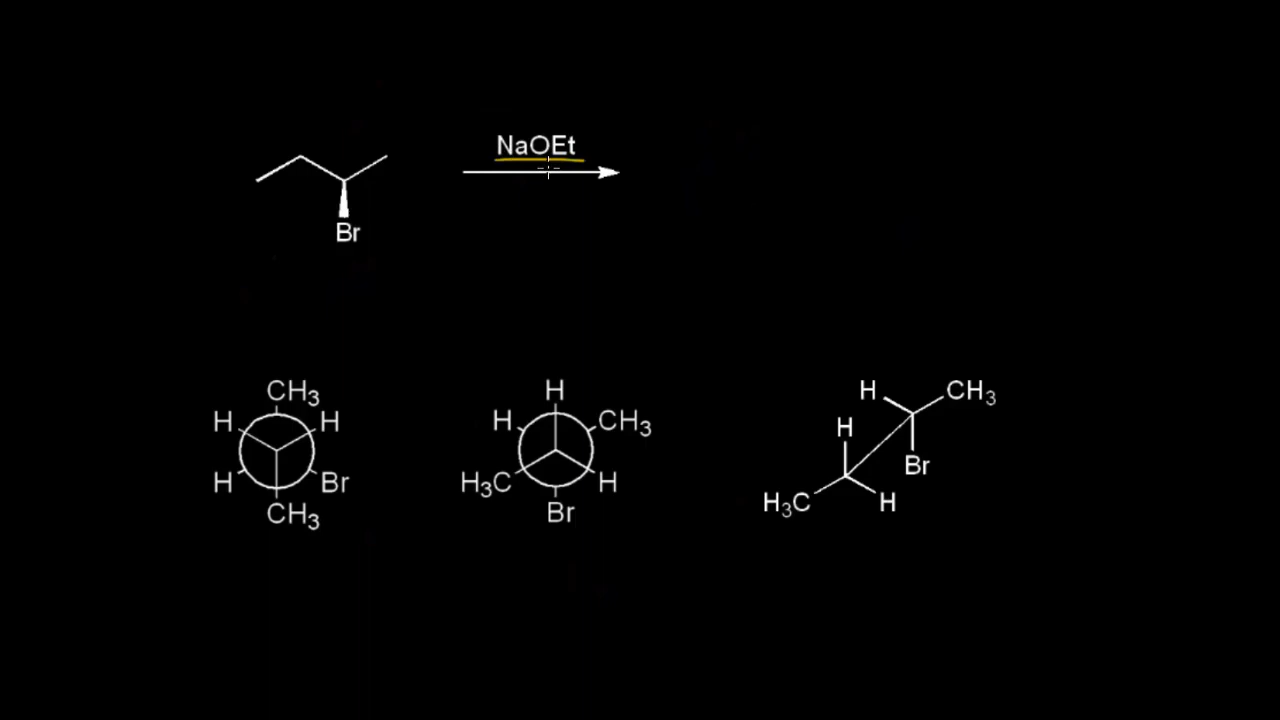 NaOEt
Br
CH₃ H CH₃
H H H CH₃ H
H Br H₃C H Br
CH₃ Br H₃C H